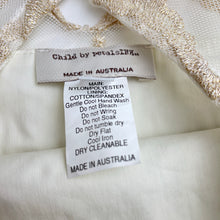 Child by petalslnk...
MADE IN AUSTRALIA
MAIN:
NYLON/POLYESTER
LINING:
COTTON/SPANDEX
Gentle Cool Hand Wash
Do not Bleach
Do not Wring
Do not Soak
Do not tumble dry
Dry Flat
Cool Iron
DRY CLEANABLE
MADE IN AUSTRALIA